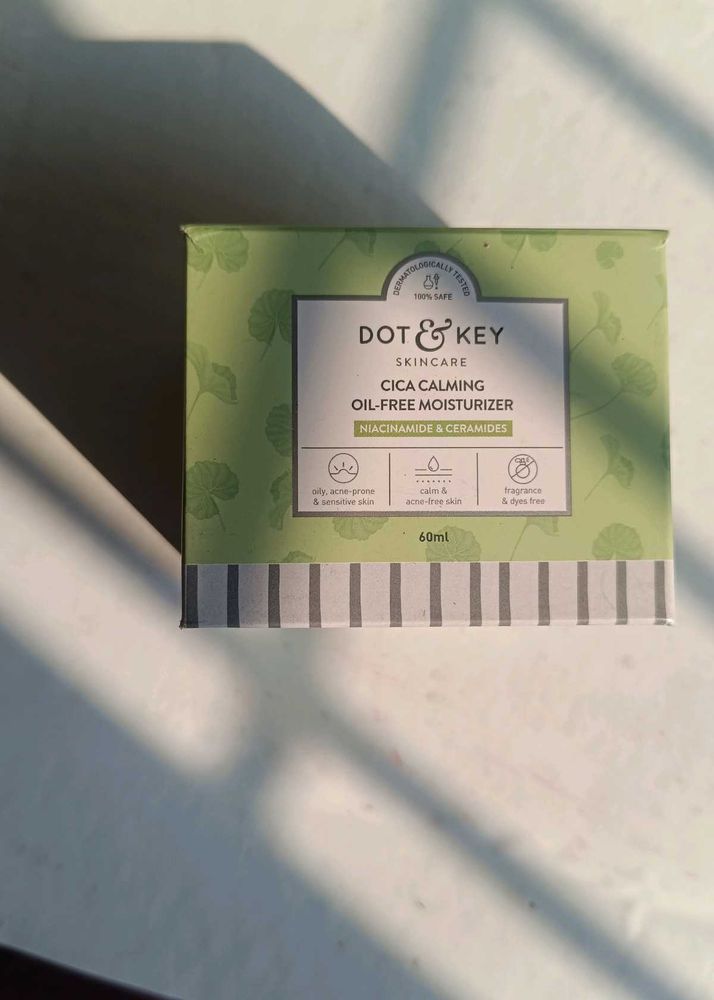 DERMATOLOGICALLY TESTED
100% SAFE
DOT & KEY
SKINCARE
CICA CALMING
OIL-FREE MOISTURIZER
NIACINAMIDE & CERAMIDES
oily, acne-prone
& sensitive skin
calm &
acne-free skin
fragrance
& dyes free
60ml